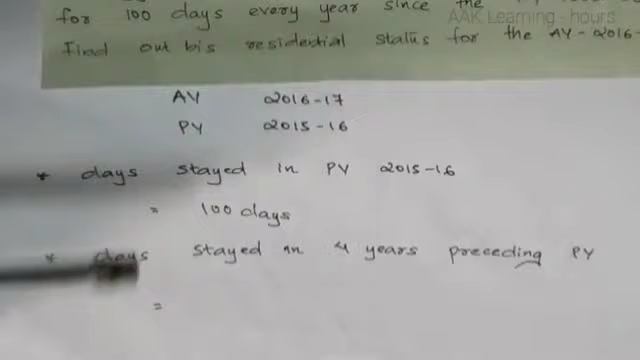 for 100 days every year since the
AAK Learning - hours
Find out bis residential status for the AY - 2016-
AY 2016-17
PY 2015-16
* days stayed in PY 2015-16
= 100 days
* days stayed in 4 years preceding PY
=